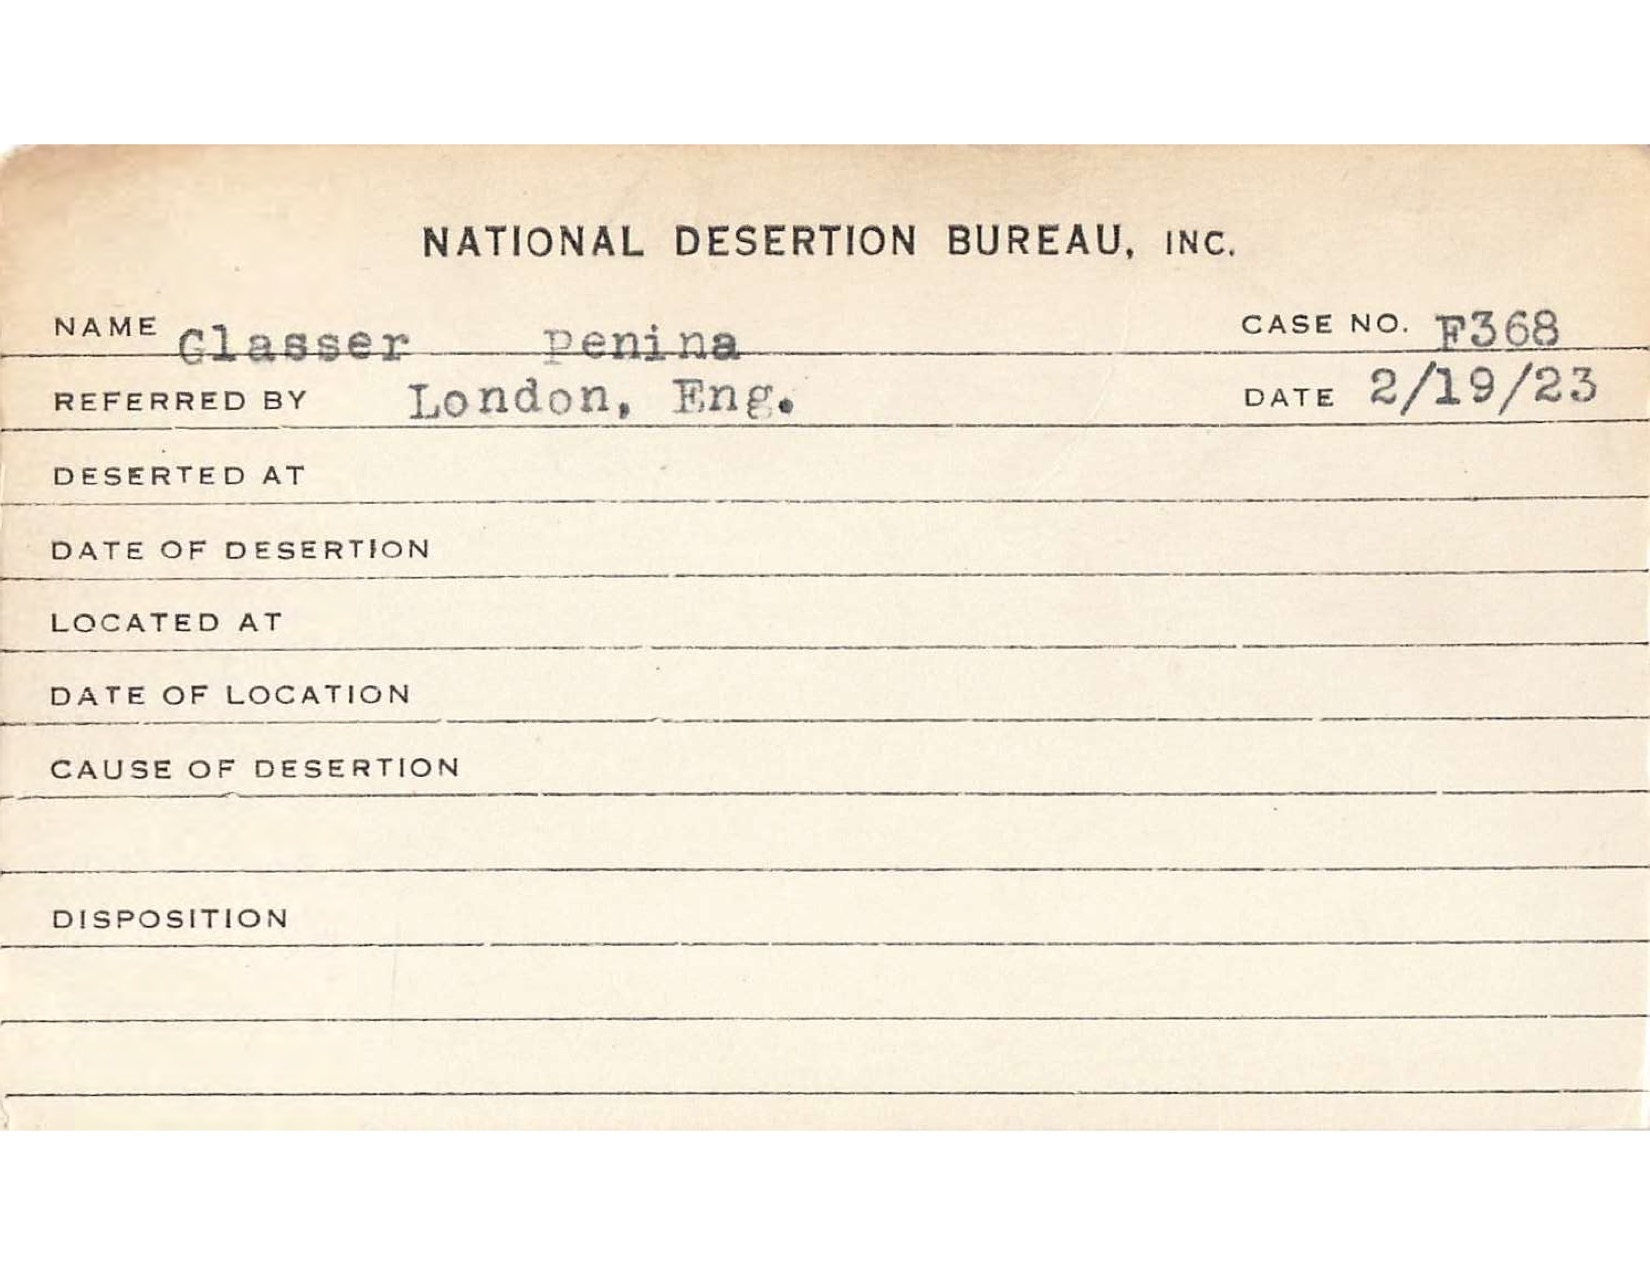 NATIONAL DESERTION BUREAU, INC.
NAME Glasser Penina CASE NO. F368
REFERRED BY London, Eng. DATE 2/19/23
DESERTED AT
DATE OF DESERTION
LOCATED AT
DATE OF LOCATION
CAUSE OF DESERTION
DISPOSITION